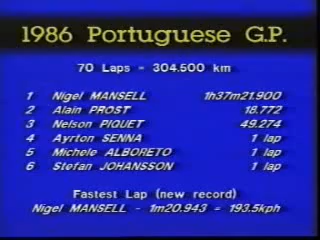 1986 Portuguese G.P.
70 Laps = 304.500 km
1 Nigel MANSELL 1h37m21.900
2 Alain PROST 18.772
3 Nelson PIQUET 49.274
4 Ayrton SENNA 1 lap
5 Michele ALBORETO 1 lap
6 Stefan JOHANSSON 1 lap
Fastest Lap (new record)
Nigel MANSELL - 1m20.943 = 193.5kph